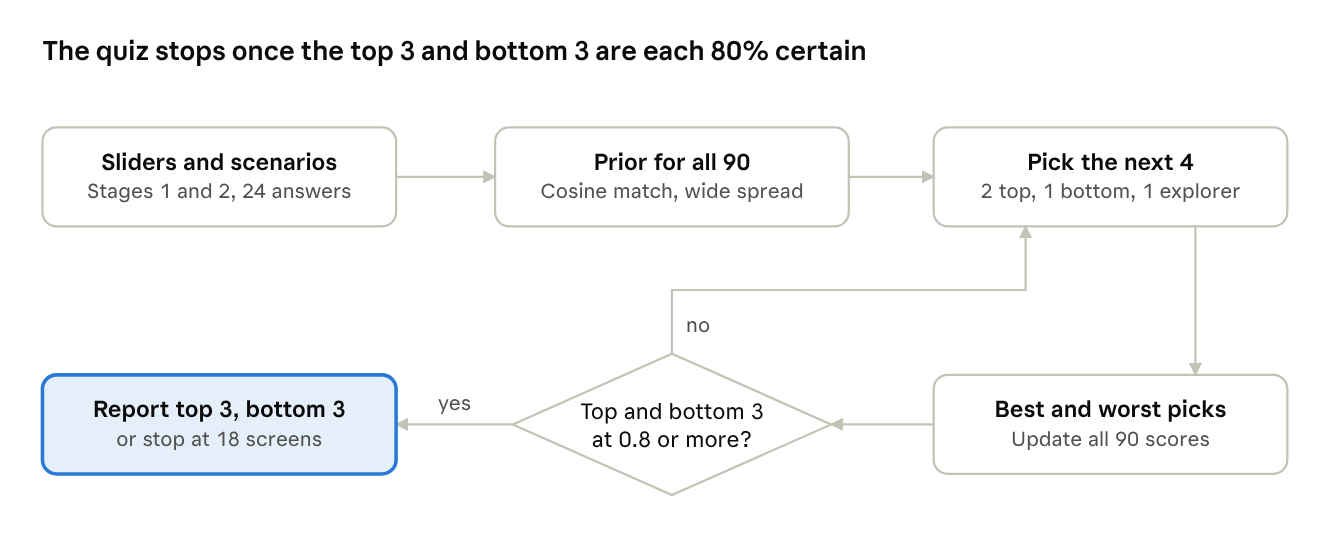 The quiz stops once the top 3 and bottom 3 are each 80% certain
Sliders and scenarios
Stages 1 and 2, 24 answers
Prior for all 90
Cosine match, wide spread
Pick the next 4
2 top, 1 bottom, 1 explorer
no
Report top 3, bottom 3
or stop at 18 screens
yes
Top and bottom 3
at 0.8 or more?
Best and worst picks
Update all 90 scores